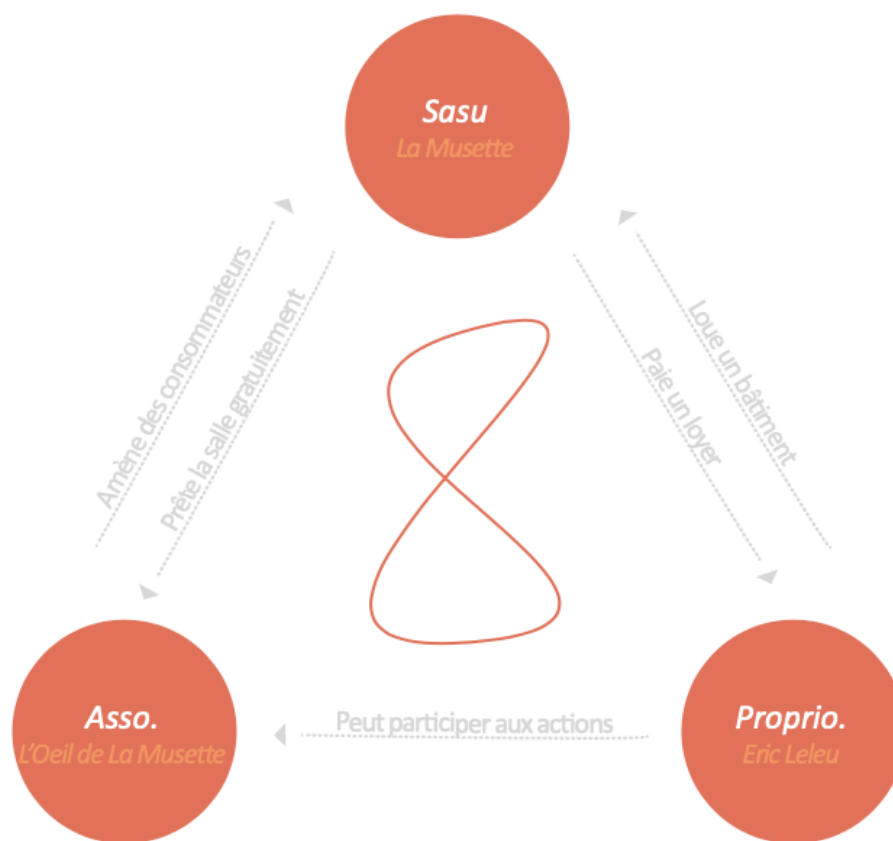 Sasu
La Musette
Amène des consommateurs
Prête la salle gratuitement
Paie un loyer
Loue un bâtiment
Asso.
L'Oeil de La Musette
Peut participer aux actions
Proprio.
Eric Leleu